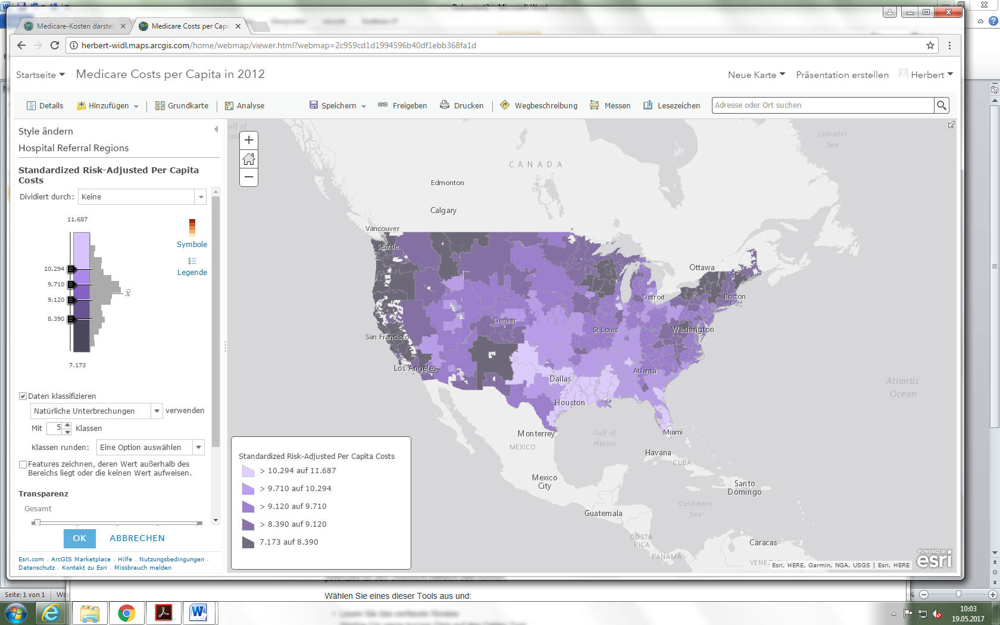 Medicare-Kosten darstell
Medicare Costs per Capit
herbert-widl.maps.arcgis.com/home/webmap/viewer.html?webmap=2c959cd1d1994596b40df1ebb368fa1d
Startseite
Medicare Costs per Capita in 2012
Neue Karte
Präsentation erstellen
Herbert
Details
Hinzufügen
Grundkarte
Analyse
Speichern
Freigeben
Drucken
Wegbeschreibung
Messen
Lesezeichen
Adresse oder Ort suchen
Style ändern
Hospital Referral Regions
Standardized Risk-Adjusted Per Capita
Costs
Dividiert durch: Keine
11.687
10.294
9.710
9.120
8.390
7.173
x̄
Symbole
Legende
Daten klassifizieren
Natürliche Unterbrechungen verwenden
Mit 5 Klassen
Klassen runden: Eine Option auswählen
Features zeichnen, deren Wert außerhalb des
Bereichs liegt oder die keinen Wert aufweisen.
Transparenz
Gesamt
OK
ABBRECHEN
Esri.com . ArcGIS Marketplace . Hilfe . Nutzungsbedingungen .
Datenschutz . Kontakt zu Esri . Missbrauch melden
Gulf of
Labrador
Sea
CANADA
Edmonton
Calgary
Vancouver
Seattle
Ottawa
Detroit
Boston
UNITED
STATES
Denver
St Louis
Washington
San Francisco
Los Angeles
Atlanta
Dallas
Houston
Atlantic
Ocean
Monterrey
MÉXICO
Gulf of
Mexico
Miami
Havana
CUBA
Mexico
City
Santo
Domingo
Guatemala
Caribbean
Sea
COSTA
RICA
PANAMÁ
Caracas
Standardized Risk-Adjusted Per Capita Costs
> 10.294 auf 11.687
> 9.710 auf 10.294
> 9.120 auf 9.710
> 8.390 auf 9.120
7.173 auf 8.390
Esri, HERE, Garmin, NGA, USGS | Esri, HERE
POWERED BY
esri
Wählen Sie eines dieser Tools aus und:
Seite: 1 von 1
10:03
19.05.2017